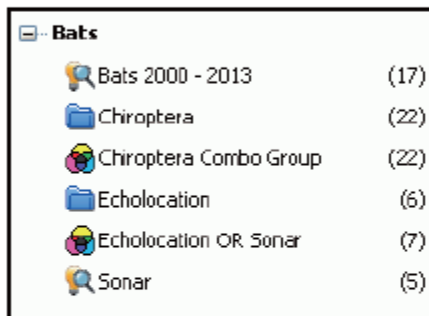 Bats
Bats 2000 - 2013 (17)
Chiroptera (22)
Chiroptera Combo Group (22)
Echolocation (6)
Echolocation OR Sonar (7)
Sonar (5)